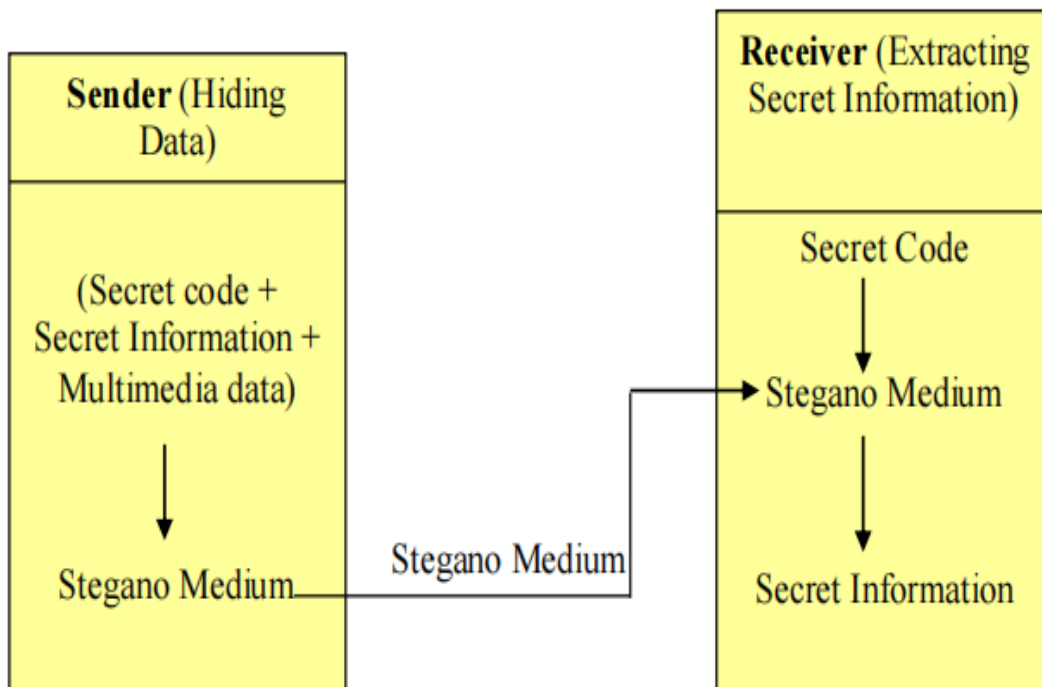 Sender (Hiding
Data)
(Secret code +
Secret Information +
Multimedia data)
Stegano Medium
Stegano Medium
Receiver (Extracting
Secret Information)
Secret Code
Stegano Medium
Secret Information